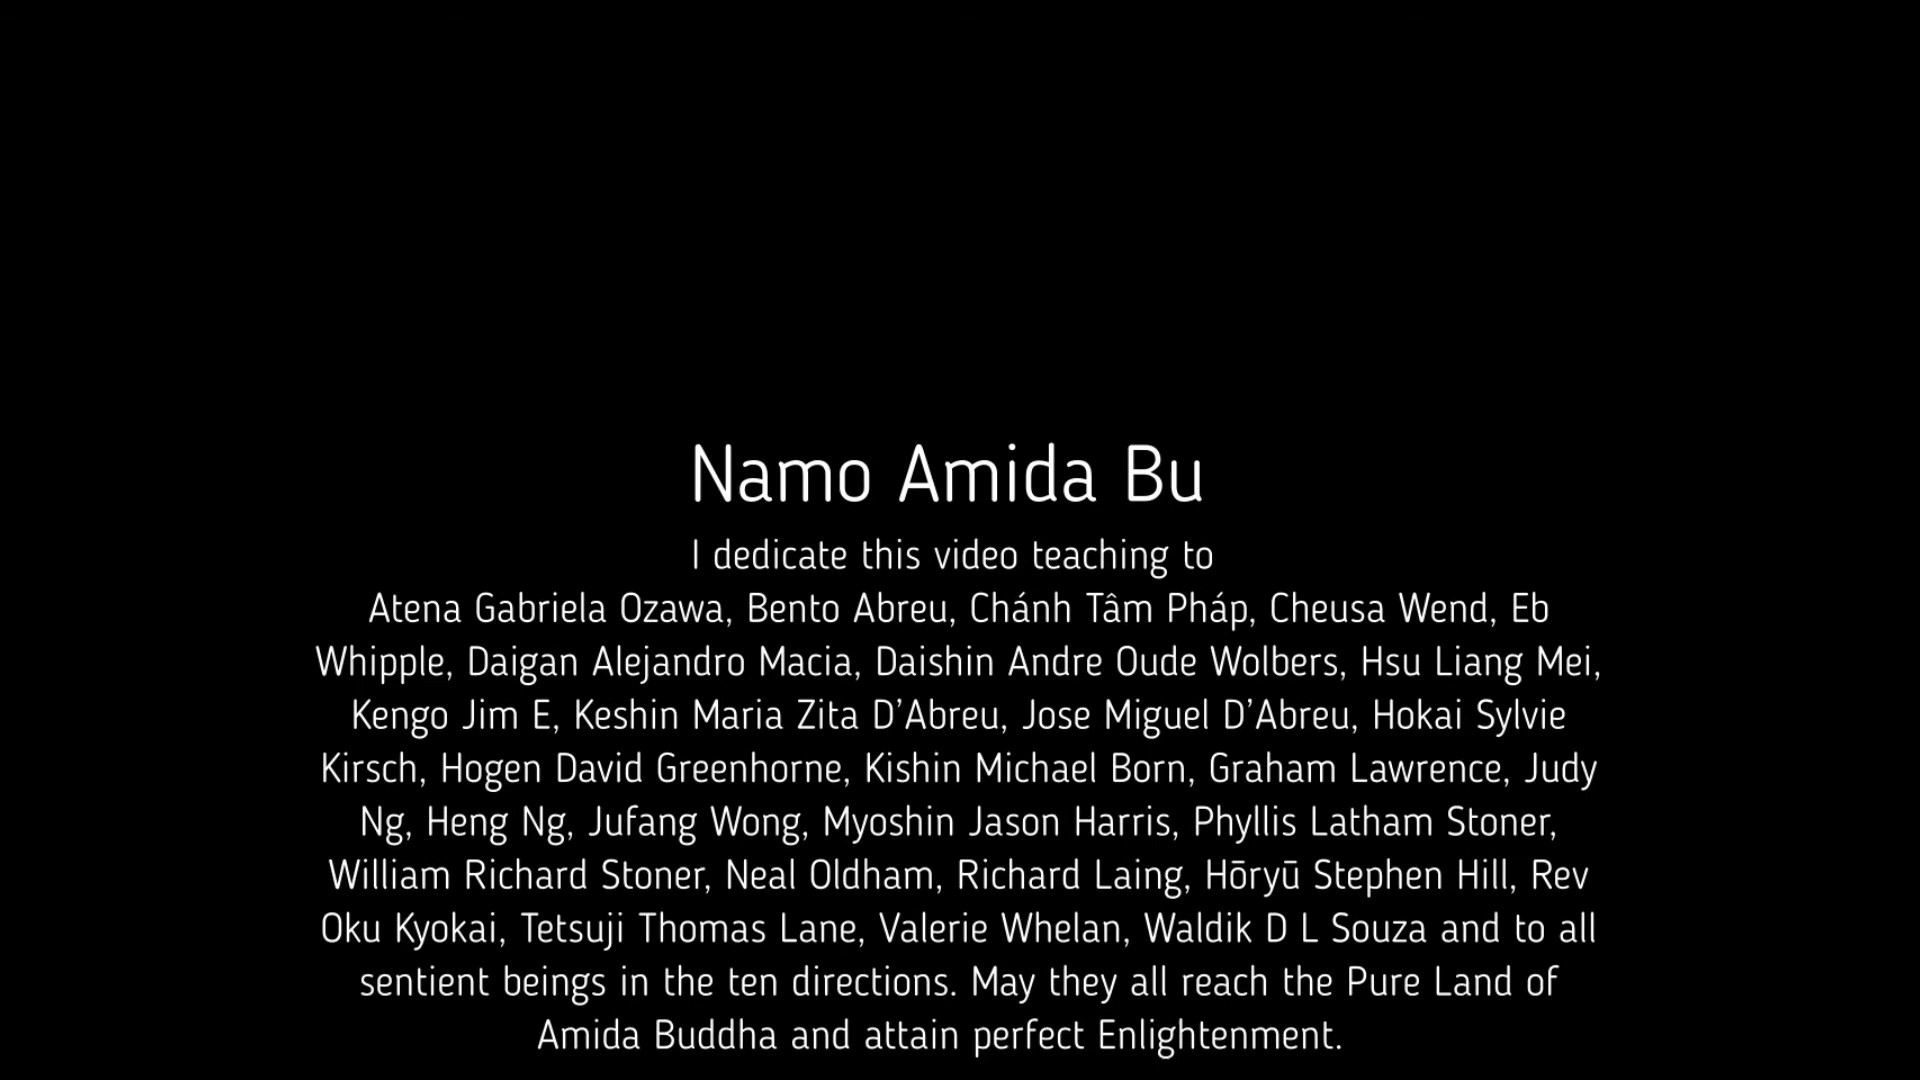 Namo Amida Bu
I dedicate this video teaching to
Atena Gabriela Ozawa, Bento Abreu, Chánh Tâm Pháp, Cheusa Wend, Eb
Whipple, Daigan Alejandro Macia, Daishin Andre Oude Wolbers, Hsu Liang Mei,
Kengo Jim E, Keshin Maria Zita D’Abreu, Jose Miguel D’Abreu, Hokai Sylvie
Kirsch, Hogen David Greenhorne, Kishin Michael Born, Graham Lawrence, Judy
Ng, Heng Ng, Jufang Wong, Myoshin Jason Harris, Phyllis Latham Stoner,
William Richard Stoner, Neal Oldham, Richard Laing, Hōryū Stephen Hill, Rev
Oku Kyokai, Tetsuji Thomas Lane, Valerie Whelan, Waldik D L Souza and to all
sentient beings in the ten directions. May they all reach the Pure Land of
Amida Buddha and attain perfect Enlightenment.